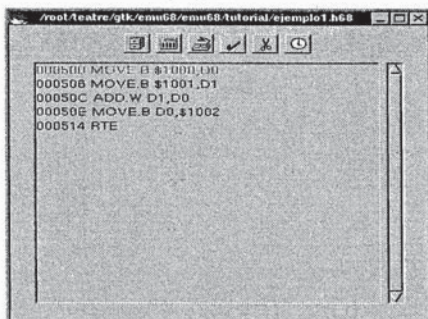 /root/teatre/gtk/emu68/emu68/tutorial/ejemplo1.h68
000500 MOVE.B $1000,D0
000506 MOVE.B $1001,D1
00050C ADD.W D1,D0
00050E MOVE.B D0,$1002
000514 RTE